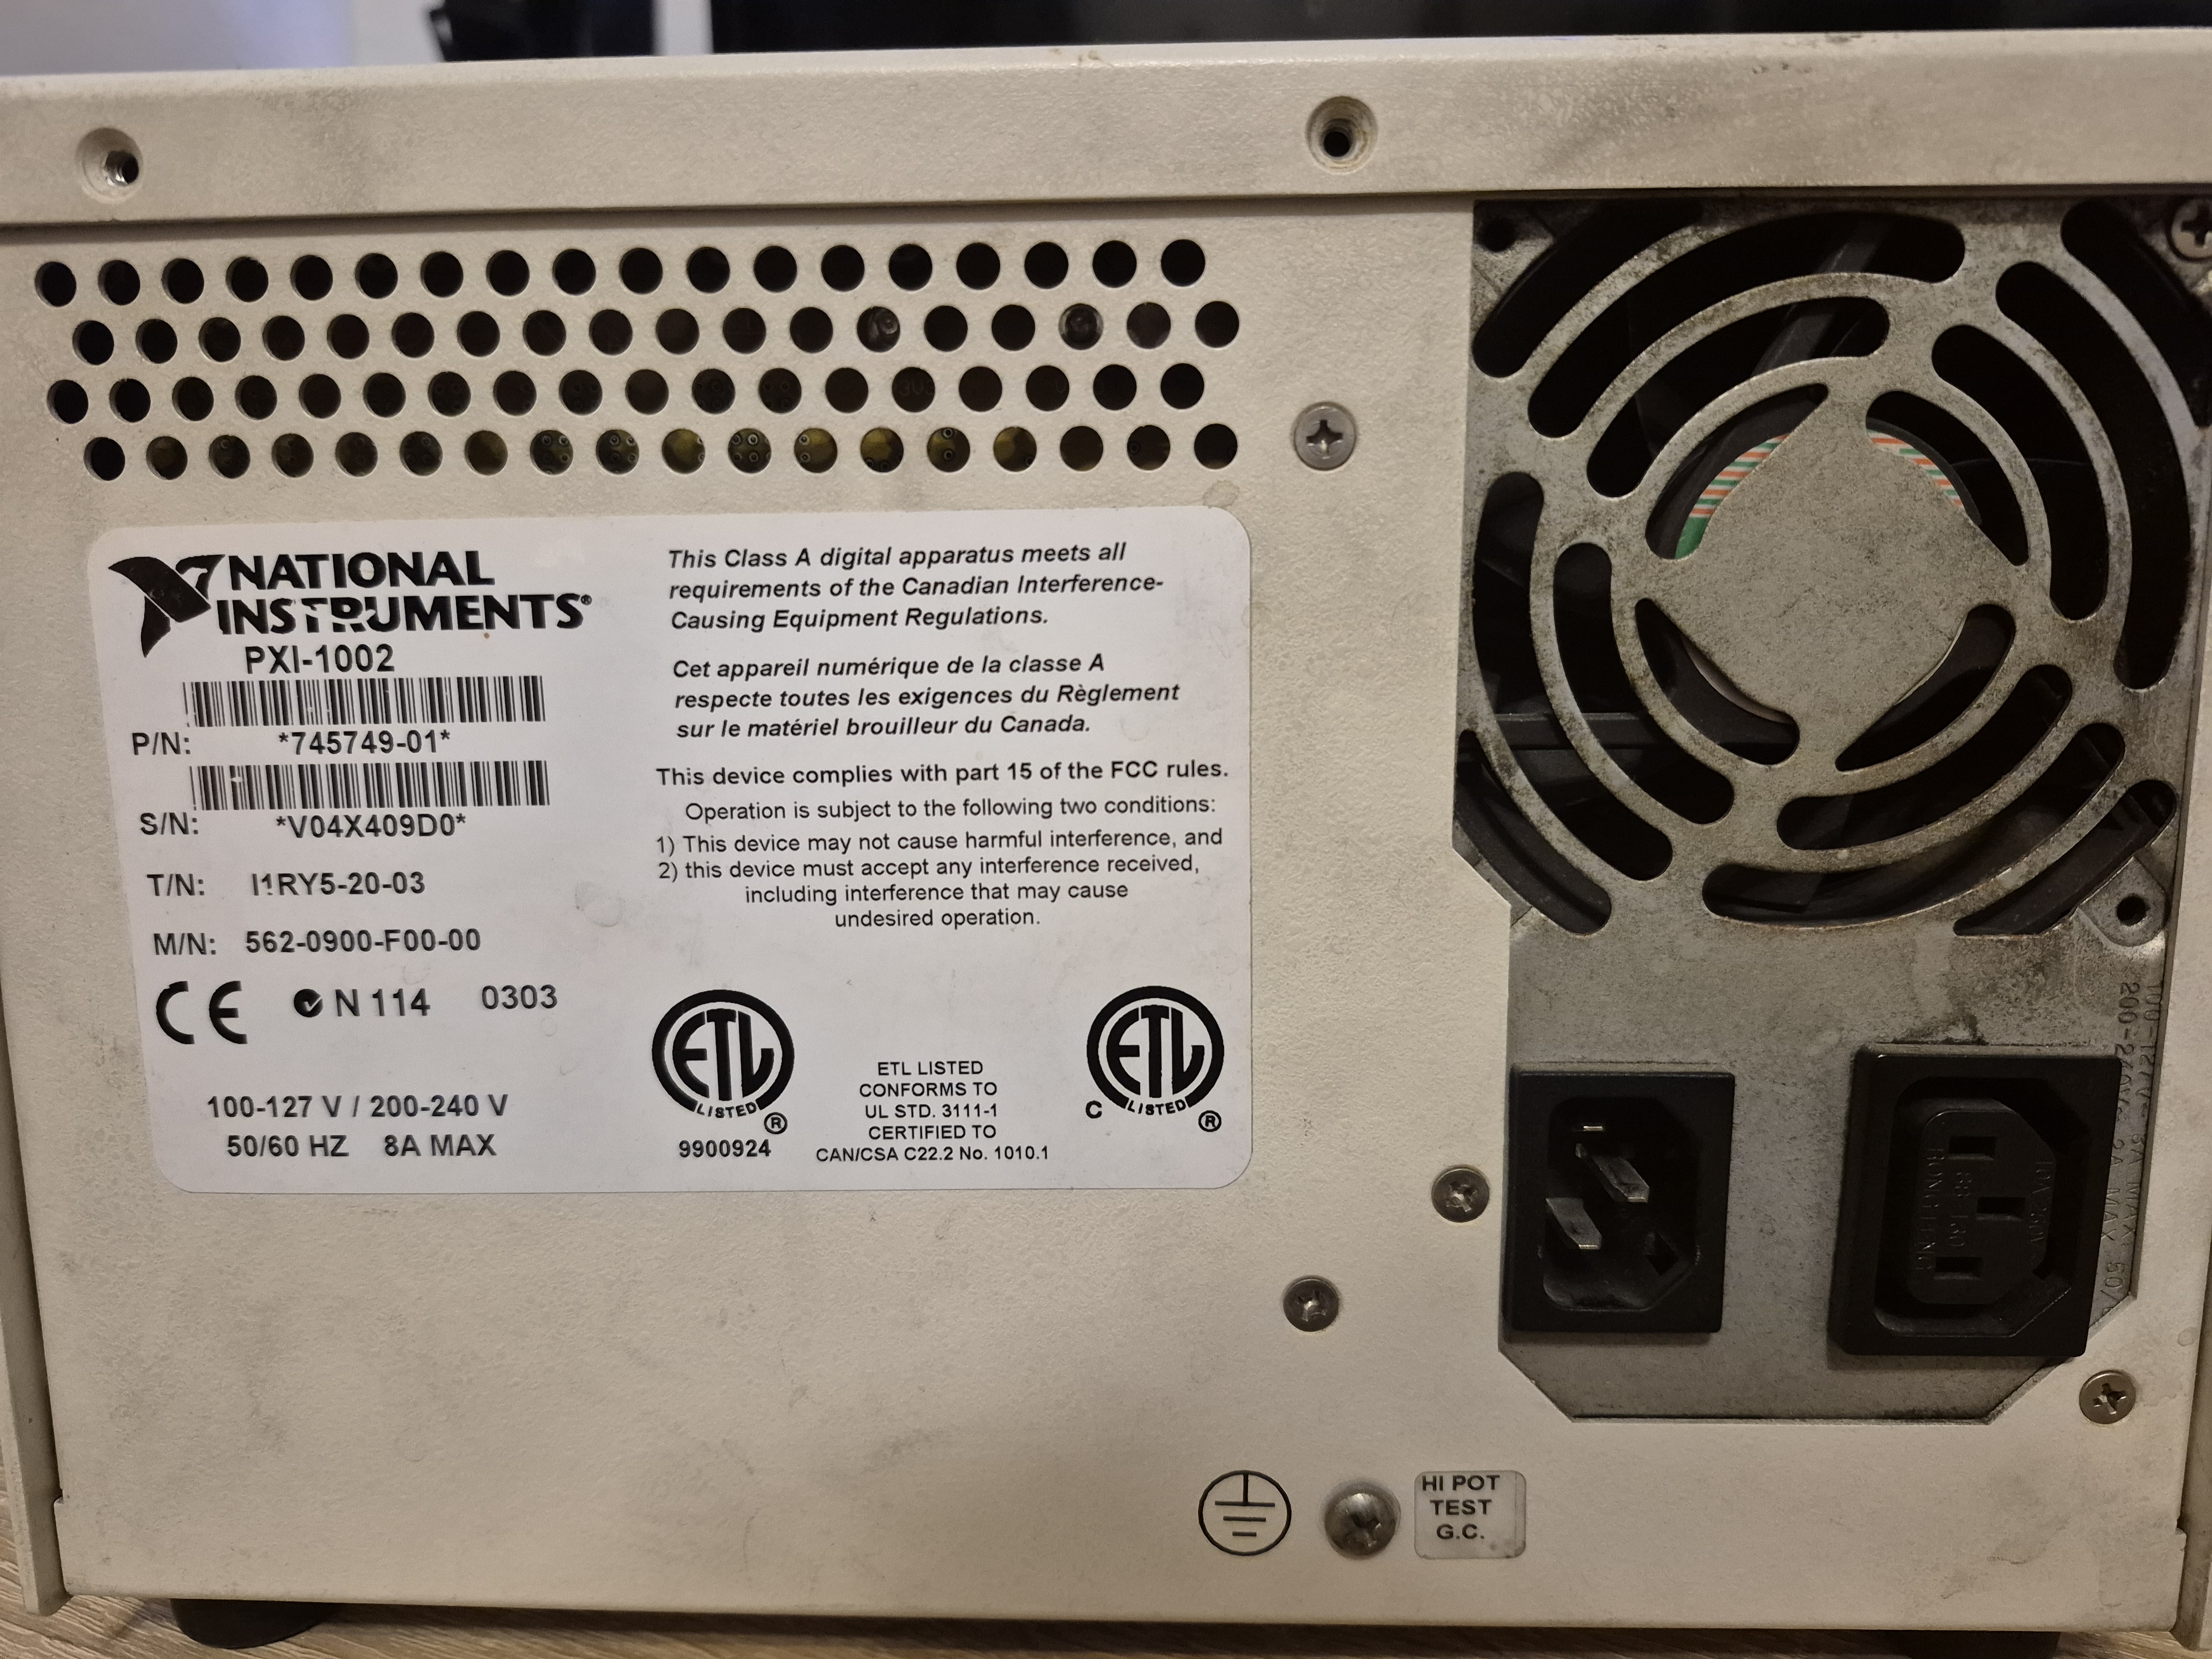 NATIONAL
INSTRUMENTS®
PXI-1002
P/N: *745749-01*
S/N: *V04X409D0*
T/N: I1RY5-20-03
M/N: 562-0900-F00-00
CE N 114 0303
100-127 V / 200-240 V
50/60 HZ 8A MAX
This Class A digital apparatus meets all
requirements of the Canadian Interference-
Causing Equipment Regulations.
Cet appareil numérique de la classe A
respecte toutes les exigences du Règlement
sur le matériel brouilleur du Canada.
This device complies with part 15 of the FCC rules.
Operation is subject to the following two conditions:
1) This device may not cause harmful interference, and
2) this device must accept any interference received,
including interference that may cause
undesired operation.
ETL
LISTED
®
9900924
ETL LISTED
CONFORMS TO
UL STD. 3111-1
CERTIFIED TO
CAN/CSA C22.2 No. 1010.1
ETL
C LISTED
®
HI POT
TEST
G.C.